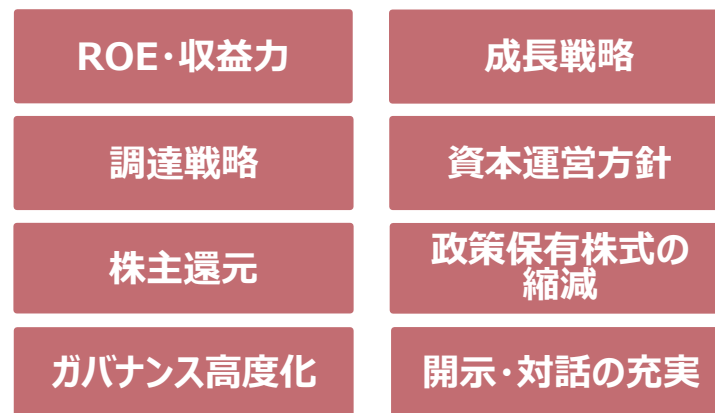 ROE・収益力
成長戦略
調達戦略
資本運営方針
株主還元
政策保有株式の
縮減
ガバナンス高度化
開示・対話の充実